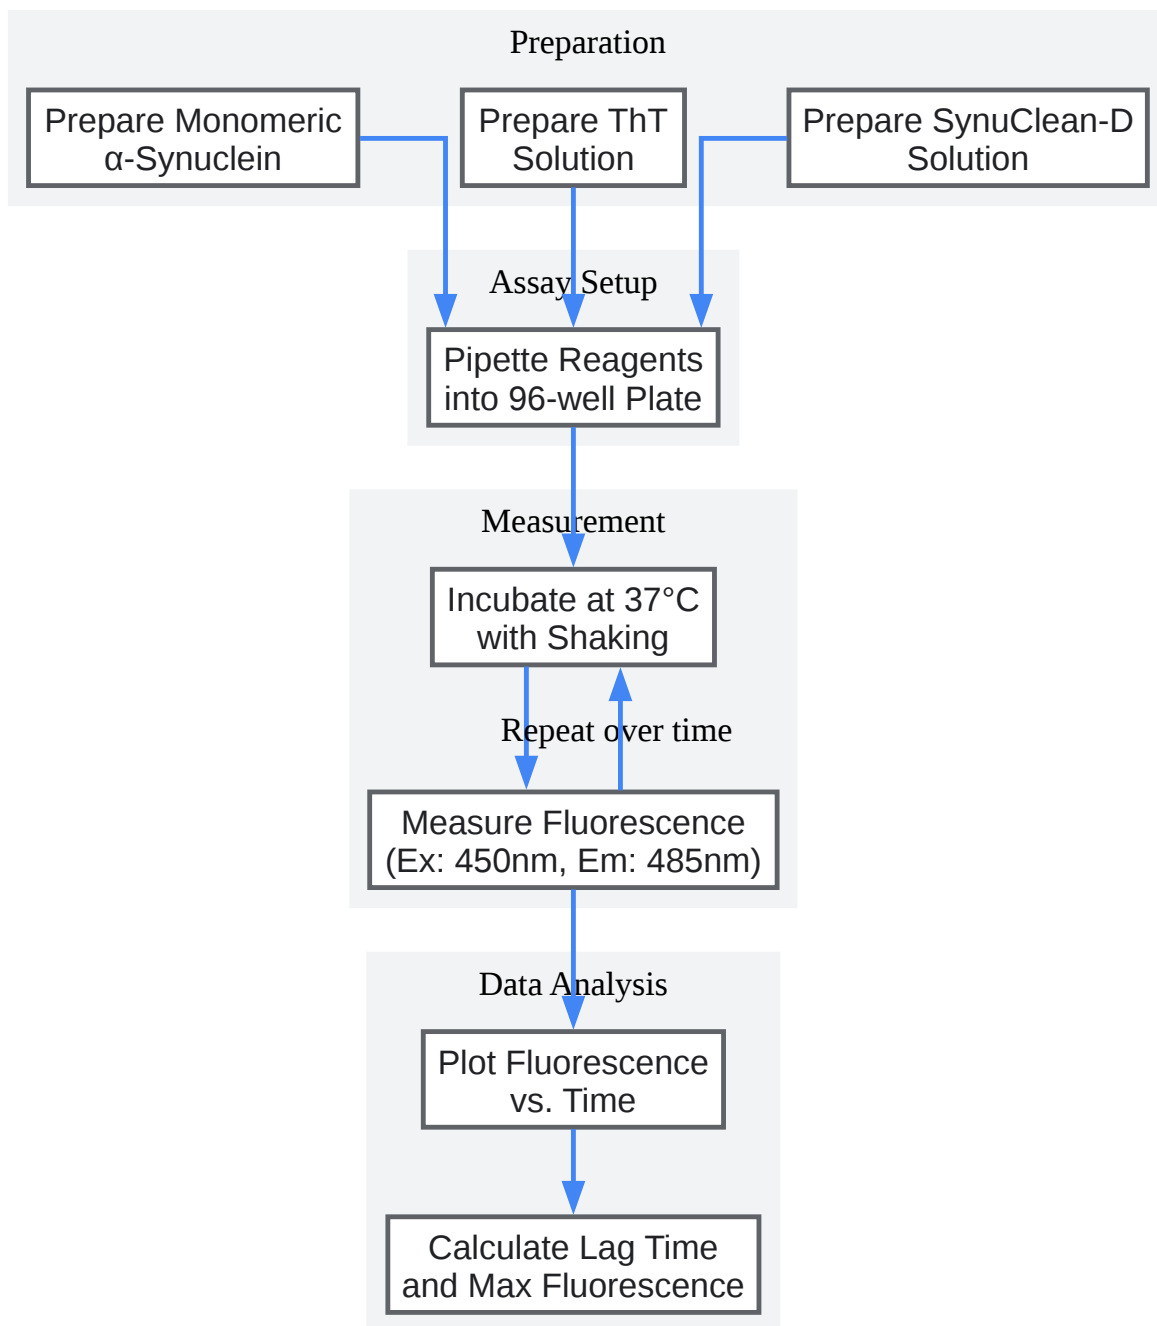 Preparation
Prepare Monomeric
α-Synuclein
Prepare ThT
Solution
Prepare SynuClean-D
Solution
Assay Setup
Pipette Reagents
into 96-well Plate
Measurement
Incubate at 37°C
with Shaking
Repeat over time
Measure Fluorescence
(Ex: 450nm, Em: 485nm)
Data Analysis
Plot Fluorescence
vs. Time
Calculate Lag Time
and Max Fluorescence